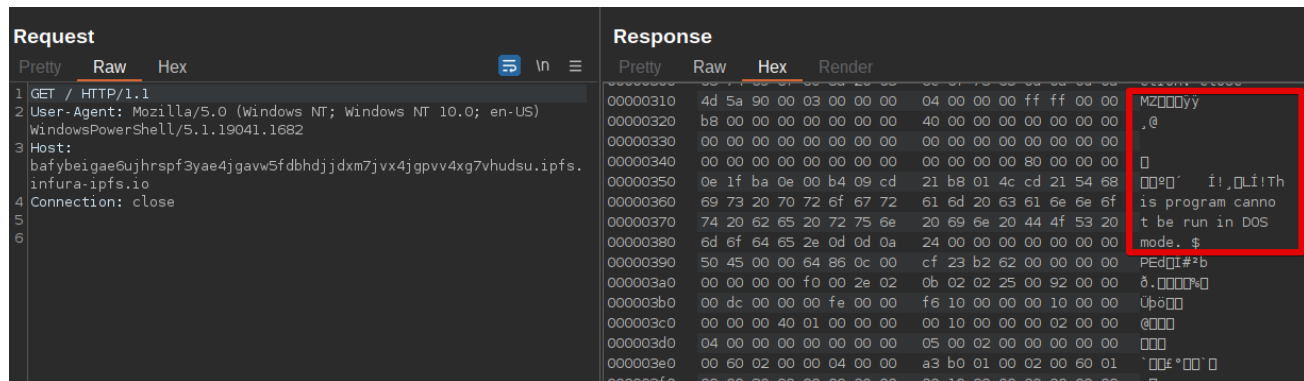 Request
Pretty Raw Hex \n
1 GET / HTTP/1.1
2 User-Agent: Mozilla/5.0 (Windows NT; Windows NT 10.0; en-US)
WindowsPowerShell/5.1.19041.1682
3 Host:
bafybeigae6ujhrspf3yae4jgavw5fdbhdjjdxm7jvx4jgpvv4xg7vhudsu.ipfs.
infura-ipfs.io
4 Connection: close
5
6
Response
Pretty Raw Hex Render
00000310 4d 5a 90 00 03 00 00 00 04 00 00 00 ff ff 00 00 MZ□□□ÿÿ
00000320 b8 00 00 00 00 00 00 00 40 00 00 00 00 00 00 00 ¸@
00000330 00 00 00 00 00 00 00 00 00 00 00 00 00 00 00 00
00000340 00 00 00 00 00 00 00 00 00 00 00 00 80 00 00 00 □
00000350 0e 1f ba 0e 00 b4 09 cd 21 b8 01 4c cd 21 54 68 □□º□´ Í!¸□LÍ!Th
00000360 69 73 20 70 72 6f 67 72 61 6d 20 63 61 6e 6e 6f is program canno
00000370 74 20 62 65 20 72 75 6e 20 69 6e 20 44 4f 53 20 t be run in DOS
00000380 6d 6f 64 65 2e 0d 0d 0a 24 00 00 00 00 00 00 00 mode. $
00000390 50 45 00 00 64 86 0c 00 cf 23 b2 62 00 00 00 00 PEd□Ï#²b
000003a0 00 00 00 00 f0 00 2e 02 0b 02 02 25 00 92 00 00 ð.□□□□%□
000003b0 00 dc 00 00 00 fe 00 00 f6 10 00 00 00 10 00 00 Üþö□□
000003c0 00 00 00 40 01 00 00 00 00 10 00 00 00 02 00 00 @□□□
000003d0 04 00 00 00 00 00 00 00 05 00 02 00 00 00 00 00 □□□
000003e0 00 60 02 00 00 04 00 00 a3 b0 01 00 02 00 60 01 `□□£°□□`□